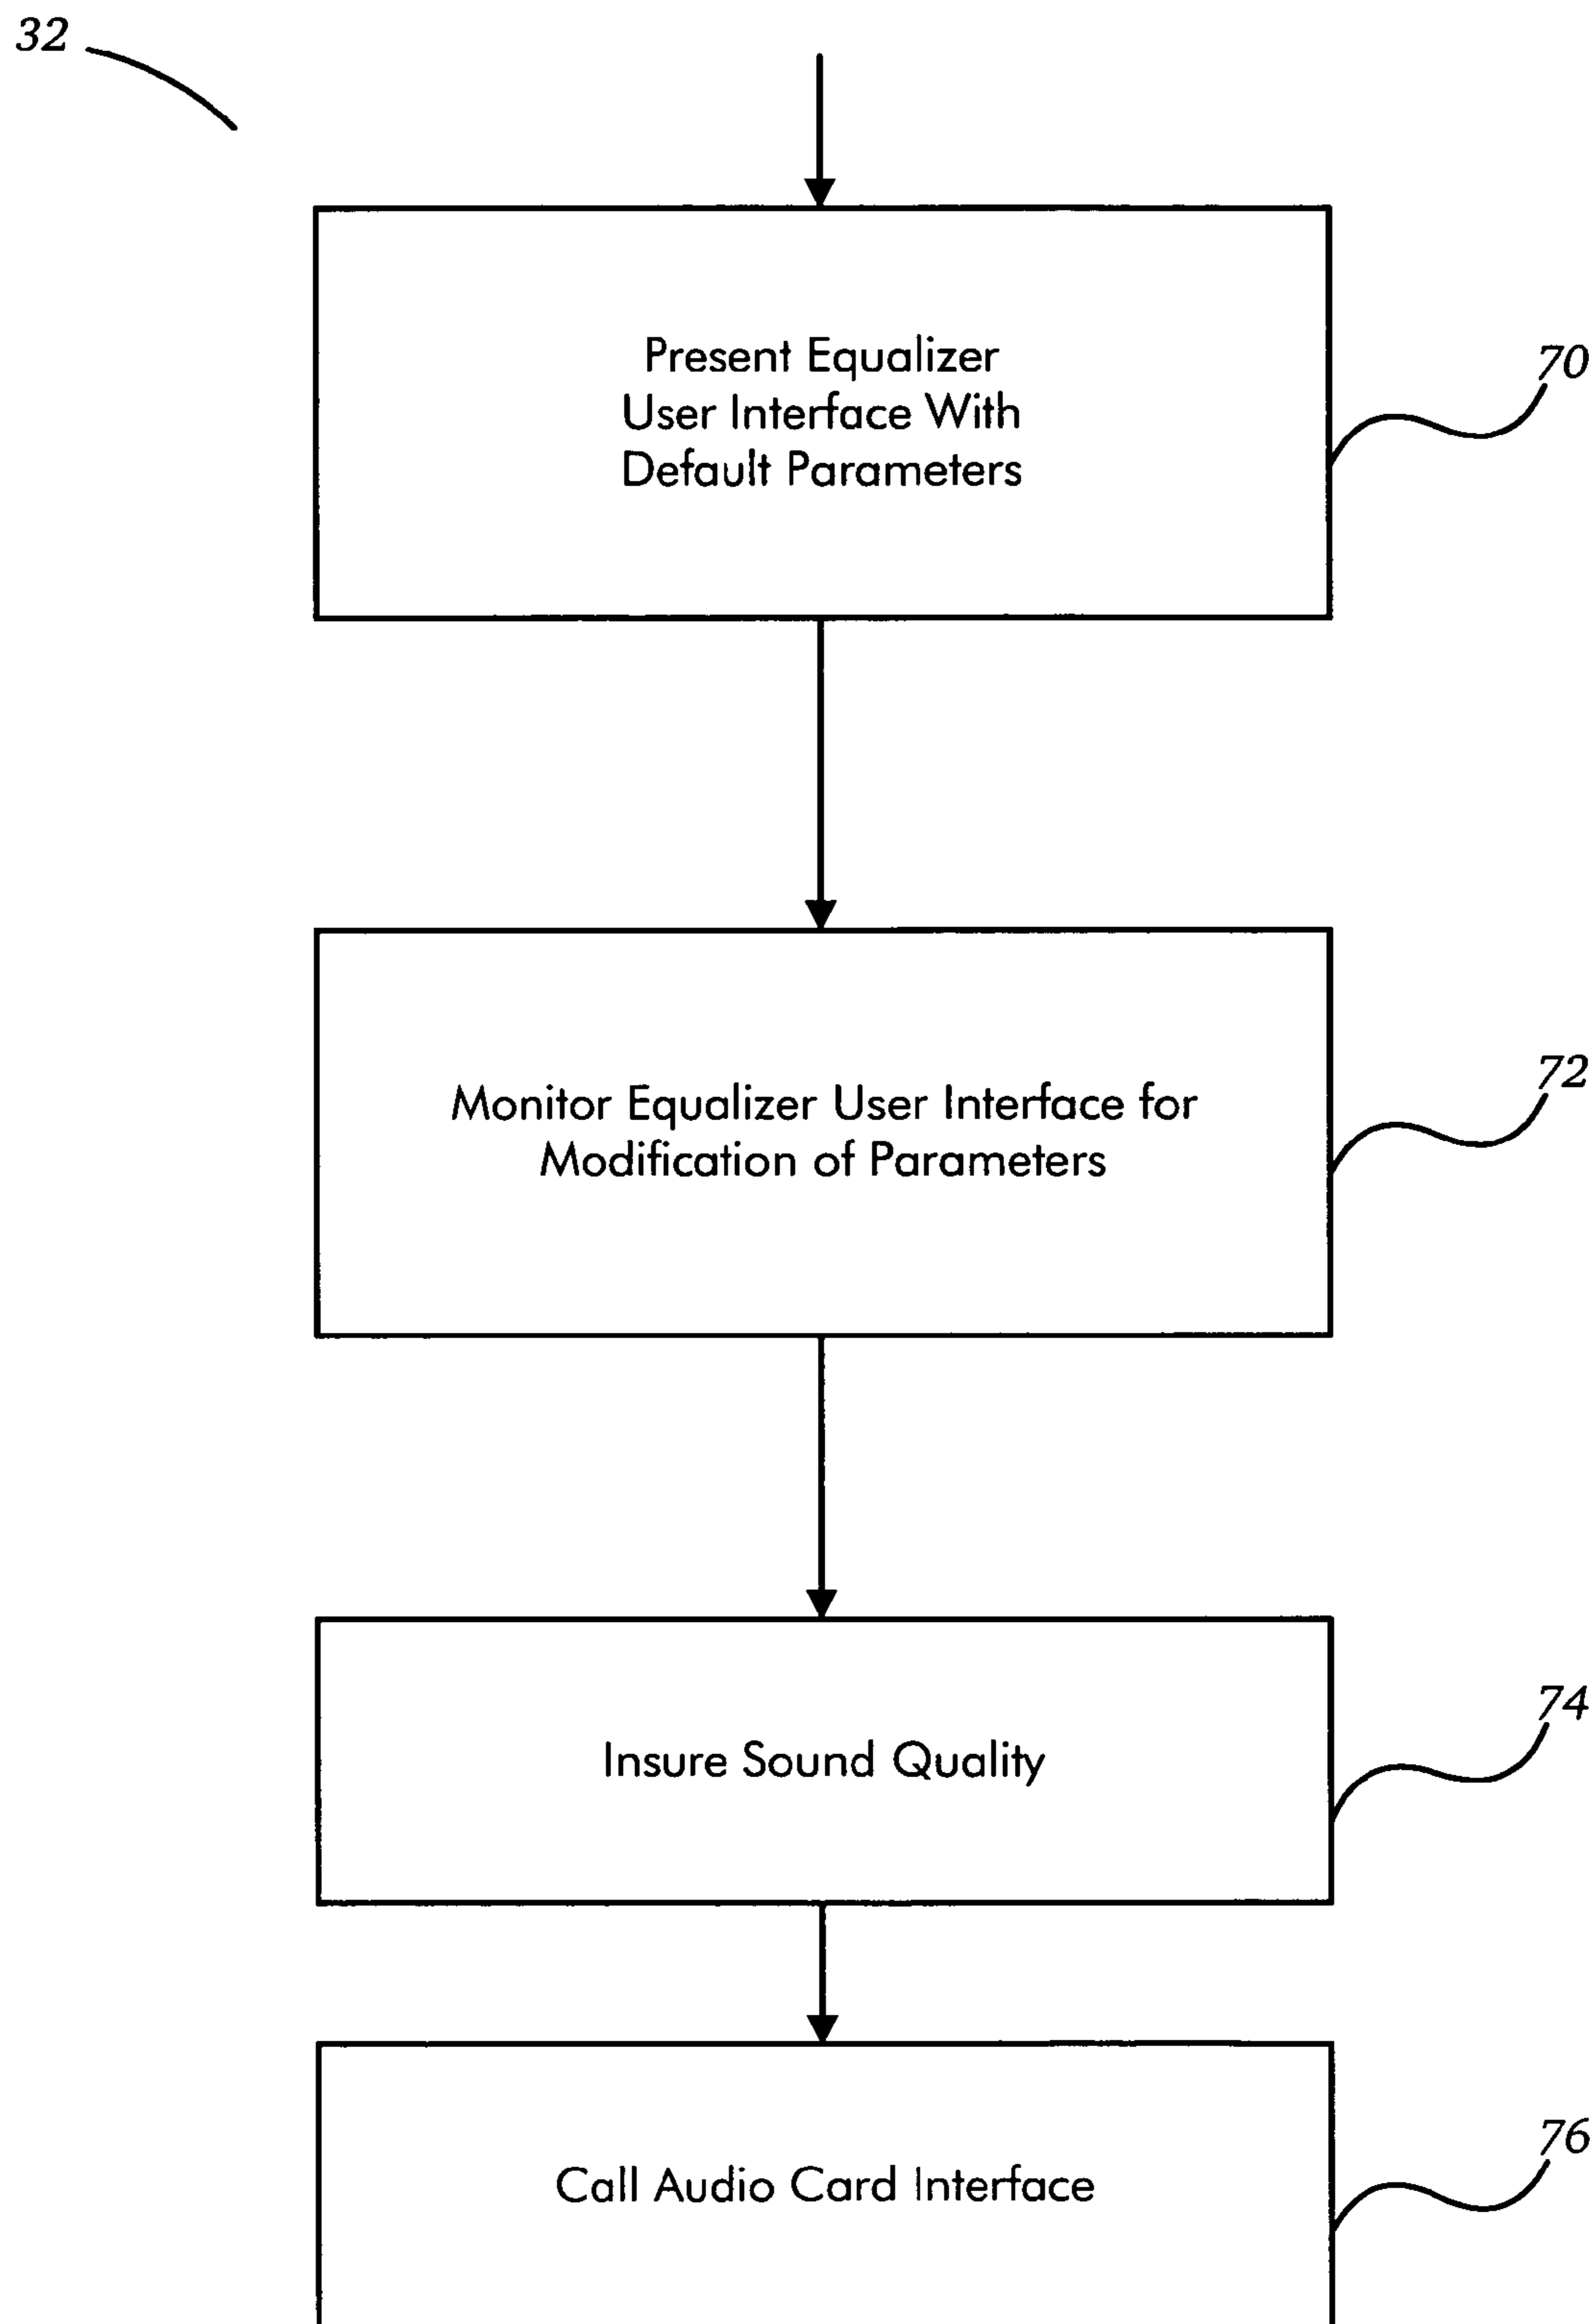 32
Present Equalizer
User Interface With
Default Parameters
70
Monitor Equalizer User Interface for
Modification of Parameters
72
Insure Sound Quality
74
Call Audio Card Interface
76